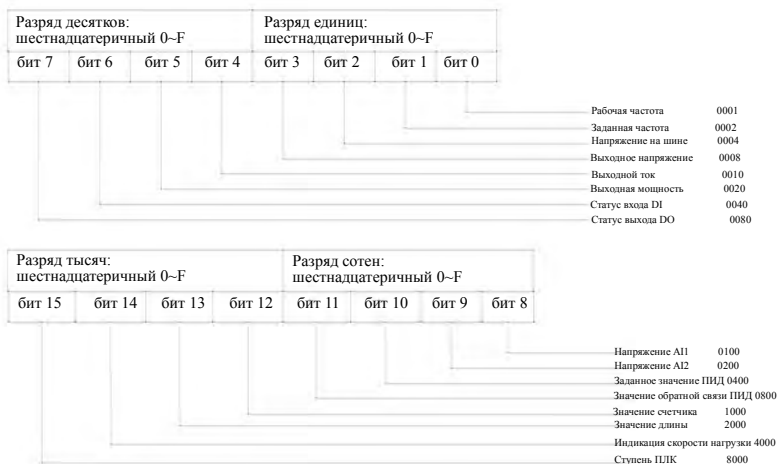 Разряд десятков:
шестнадцатеричный 0~F
Разряд единиц:
шестнадцатеричный 0~F
бит 7 бит 6 бит 5 бит 4 бит 3 бит 2 бит 1 бит 0
Рабочая частота 0001
Заданная частота 0002
Напряжение на шине 0004
Выходное напряжение 0008
Выходной ток 0010
Выходная мощность 0020
Статус входа DI 0040
Статус выхода DO 0080
Разряд тысяч:
шестнадцатеричный 0~F
Разряд сотен:
шестнадцатеричный 0~F
бит 15 бит 14 бит 13 бит 12 бит 11 бит 10 бит 9 бит 8
Напряжение AI1 0100
Напряжение AI2 0200
Заданное значение ПИД 0400
Значение обратной связи ПИД 0800
Значение счетчика 1000
Значение длины 2000
Индикация скорости нагрузки 4000
Ступень ПЛК 8000